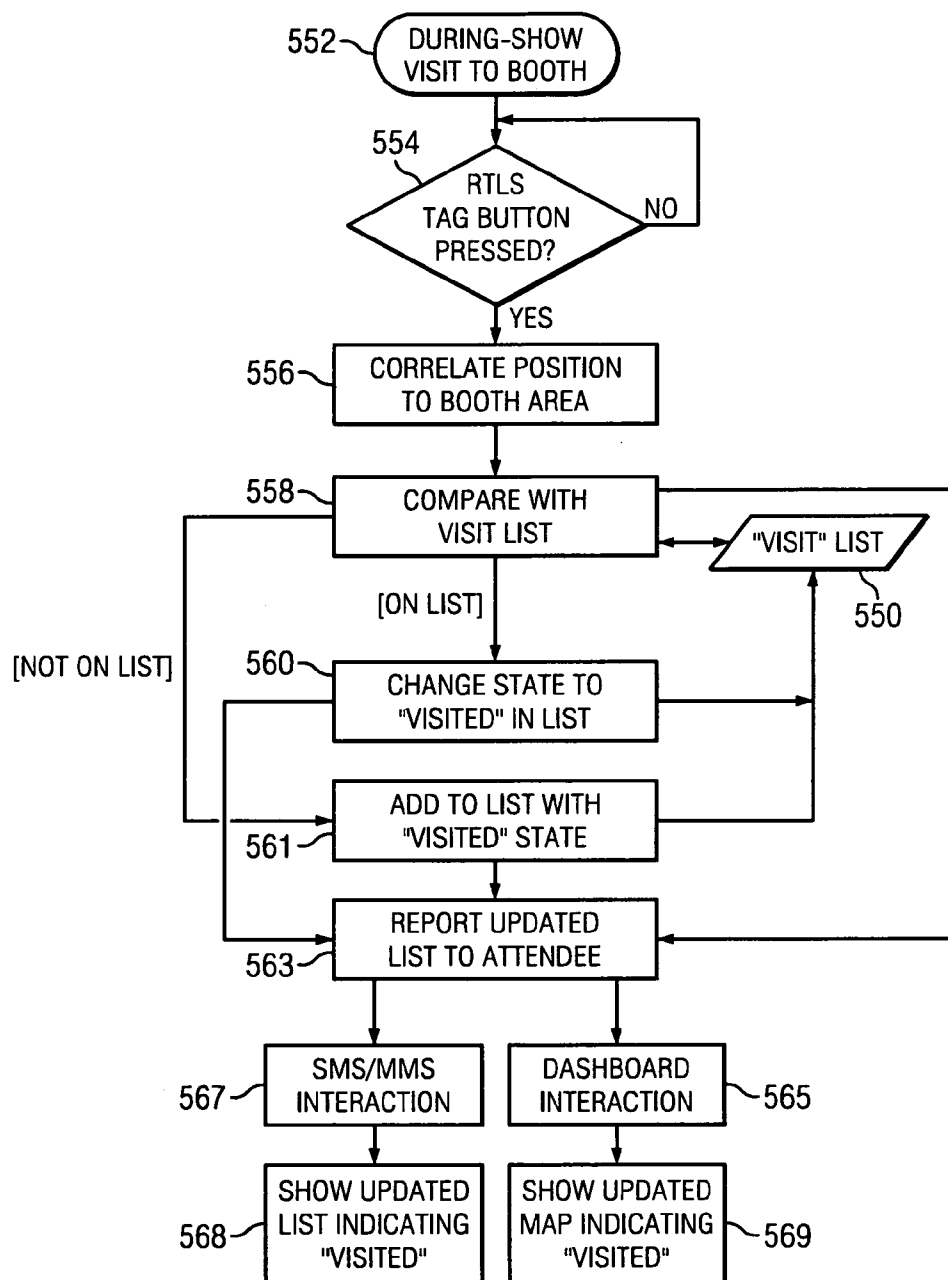 552
DURING-SHOW
VISIT TO BOOTH
554
RTLS
TAG BUTTON
PRESSED?
NO
YES
556
CORRELATE POSITION
TO BOOTH AREA
558
COMPARE WITH
VISIT LIST
"VISIT" LIST
550
[ON LIST]
[NOT ON LIST]
560
CHANGE STATE TO
"VISITED" IN LIST
561
ADD TO LIST WITH
"VISITED" STATE
563
REPORT UPDATED
LIST TO ATTENDEE
567
SMS/MMS
INTERACTION
DASHBOARD
INTERACTION
565
568
SHOW UPDATED
LIST INDICATING
"VISITED"
SHOW UPDATED
MAP INDICATING
"VISITED"
569